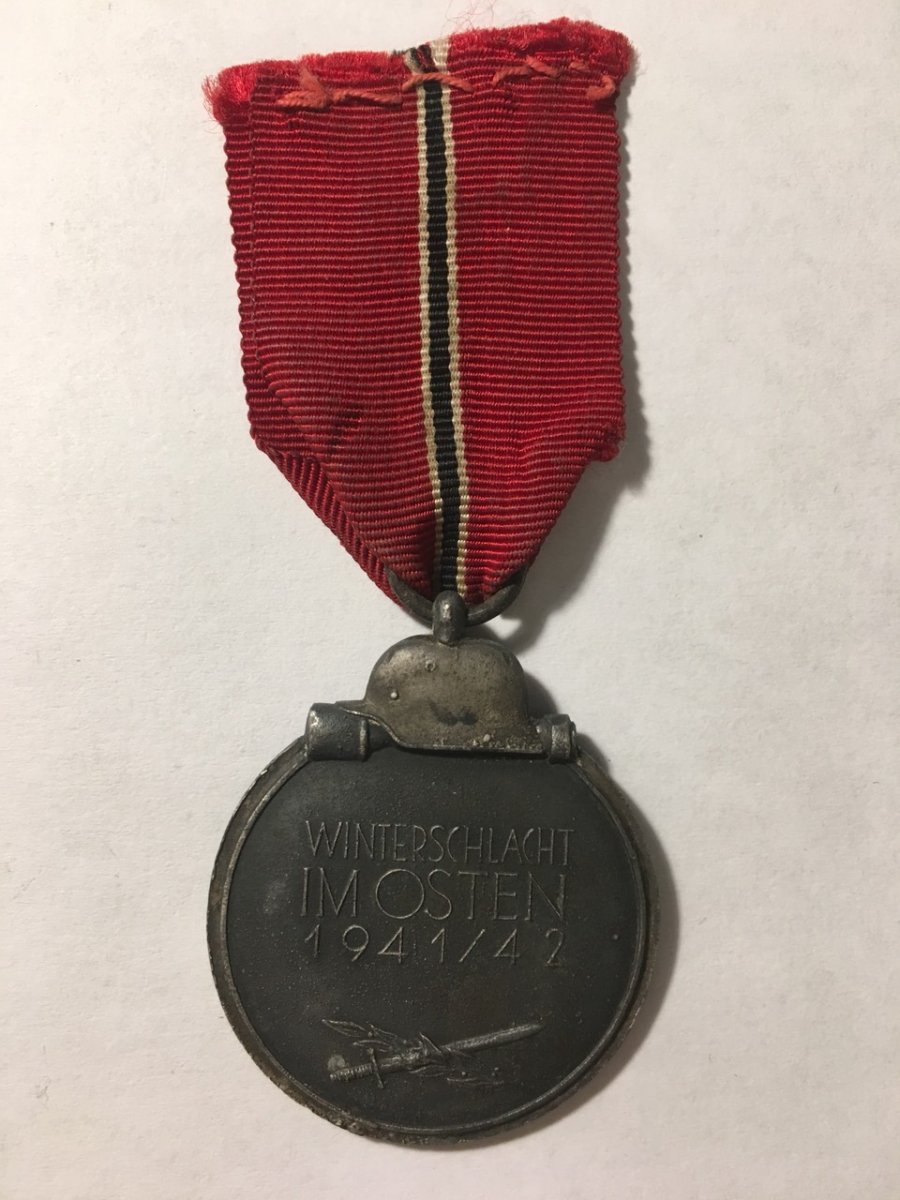 WINTERSCHLACHT
IM OSTEN
1941/42